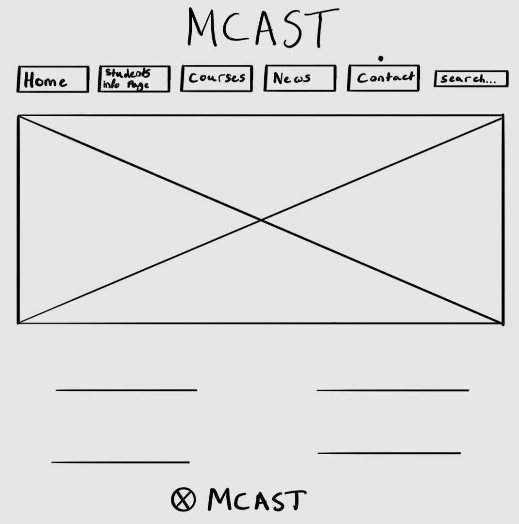 MCAST
Home
Students
info Page
Courses
News
Contact
search...
MCAST